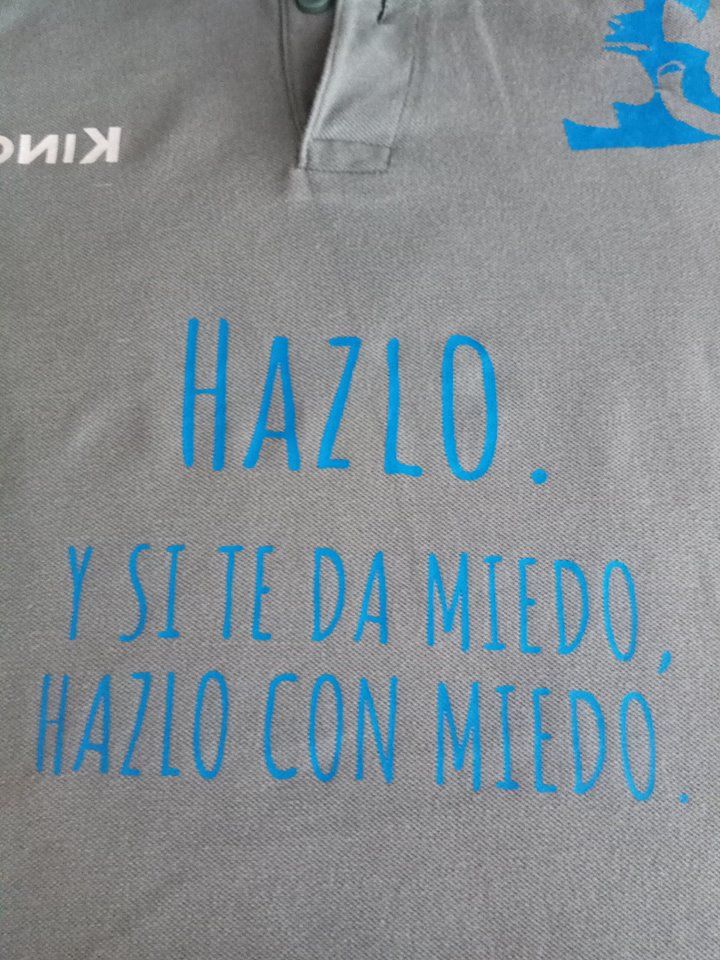 HAZLO.
Y SI TE DA MIEDO,
HAZLO CON MIEDO.